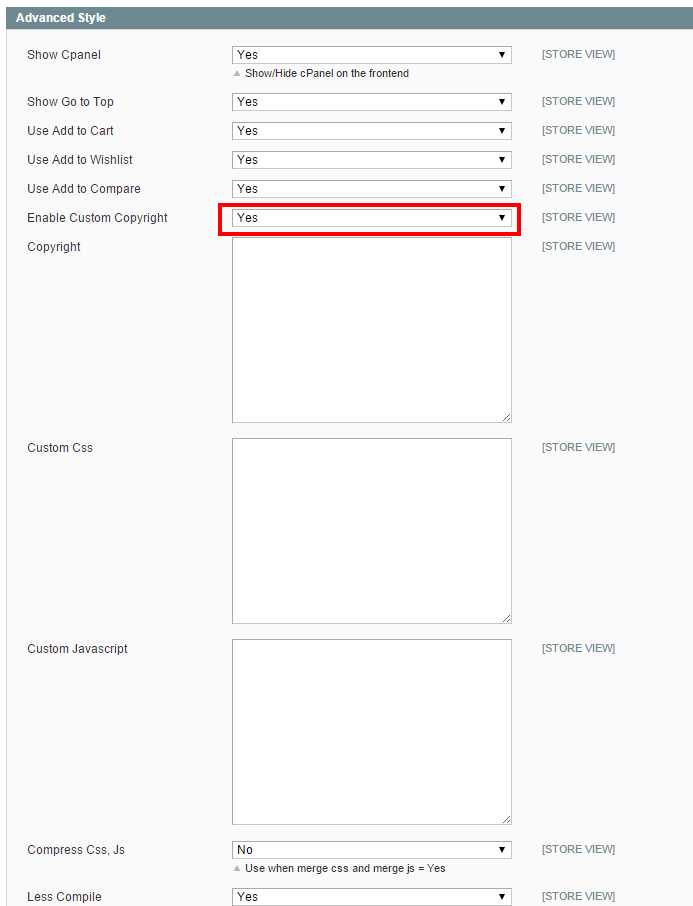 Advanced Style
Show Cpanel Yes [STORE VIEW]
Show/Hide cPanel on the frontend
Show Go to Top Yes [STORE VIEW]
Use Add to Cart Yes [STORE VIEW]
Use Add to Wishlist Yes [STORE VIEW]
Use Add to Compare Yes [STORE VIEW]
Enable Custom Copyright Yes [STORE VIEW]
Copyright [STORE VIEW]
Custom Css [STORE VIEW]
Custom Javascript [STORE VIEW]
Compress Css, Js No [STORE VIEW]
Use when merge css and merge js = Yes
Less Compile Yes [STORE VIEW]